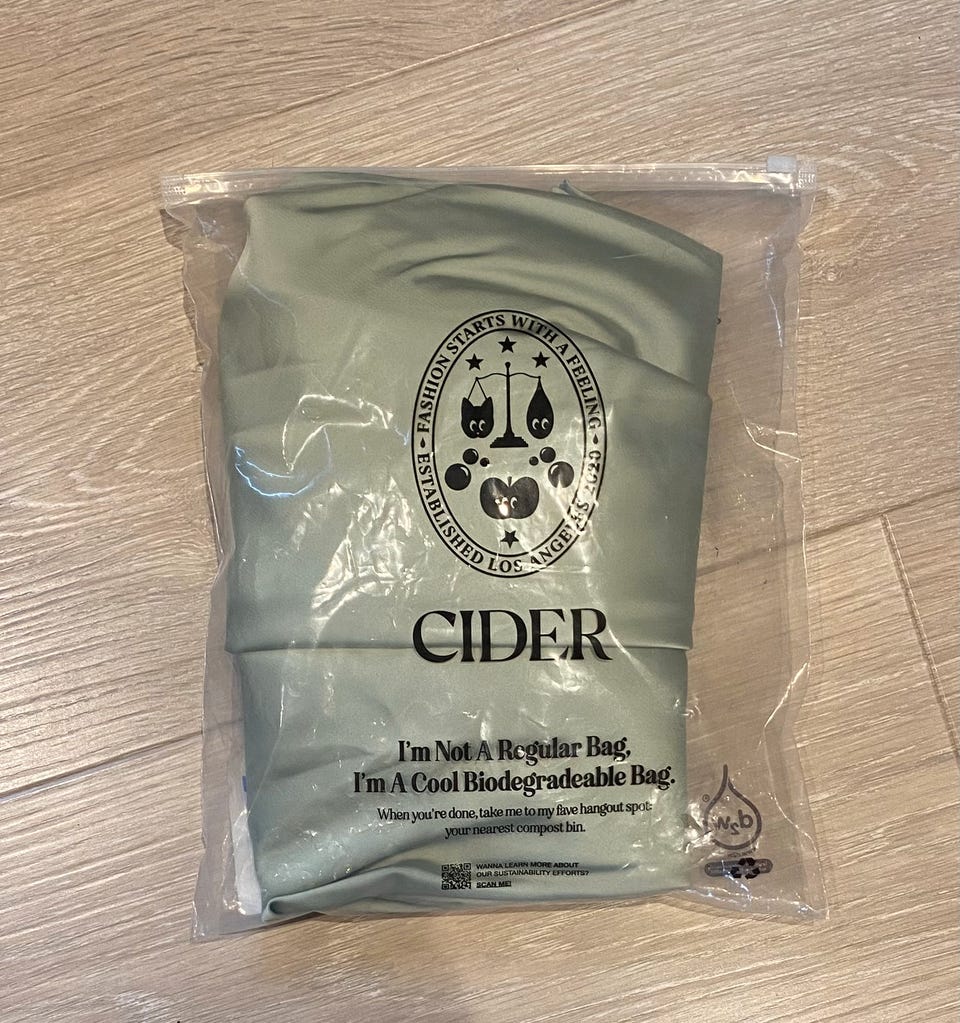 FASHION STARTS WITH A FEELING
ESTABLISHED LOS ANGELES 2020
CIDER
I'm Not A Regular Bag,
I'm A Cool Biodegradeable Bag.
When you're done, take me to my fave hangout spot:
your nearest compost bin.
WANNA LEARN MORE ABOUT
OUR SUSTAINABILITY EFFORTS?
SCAN ME!
d2w